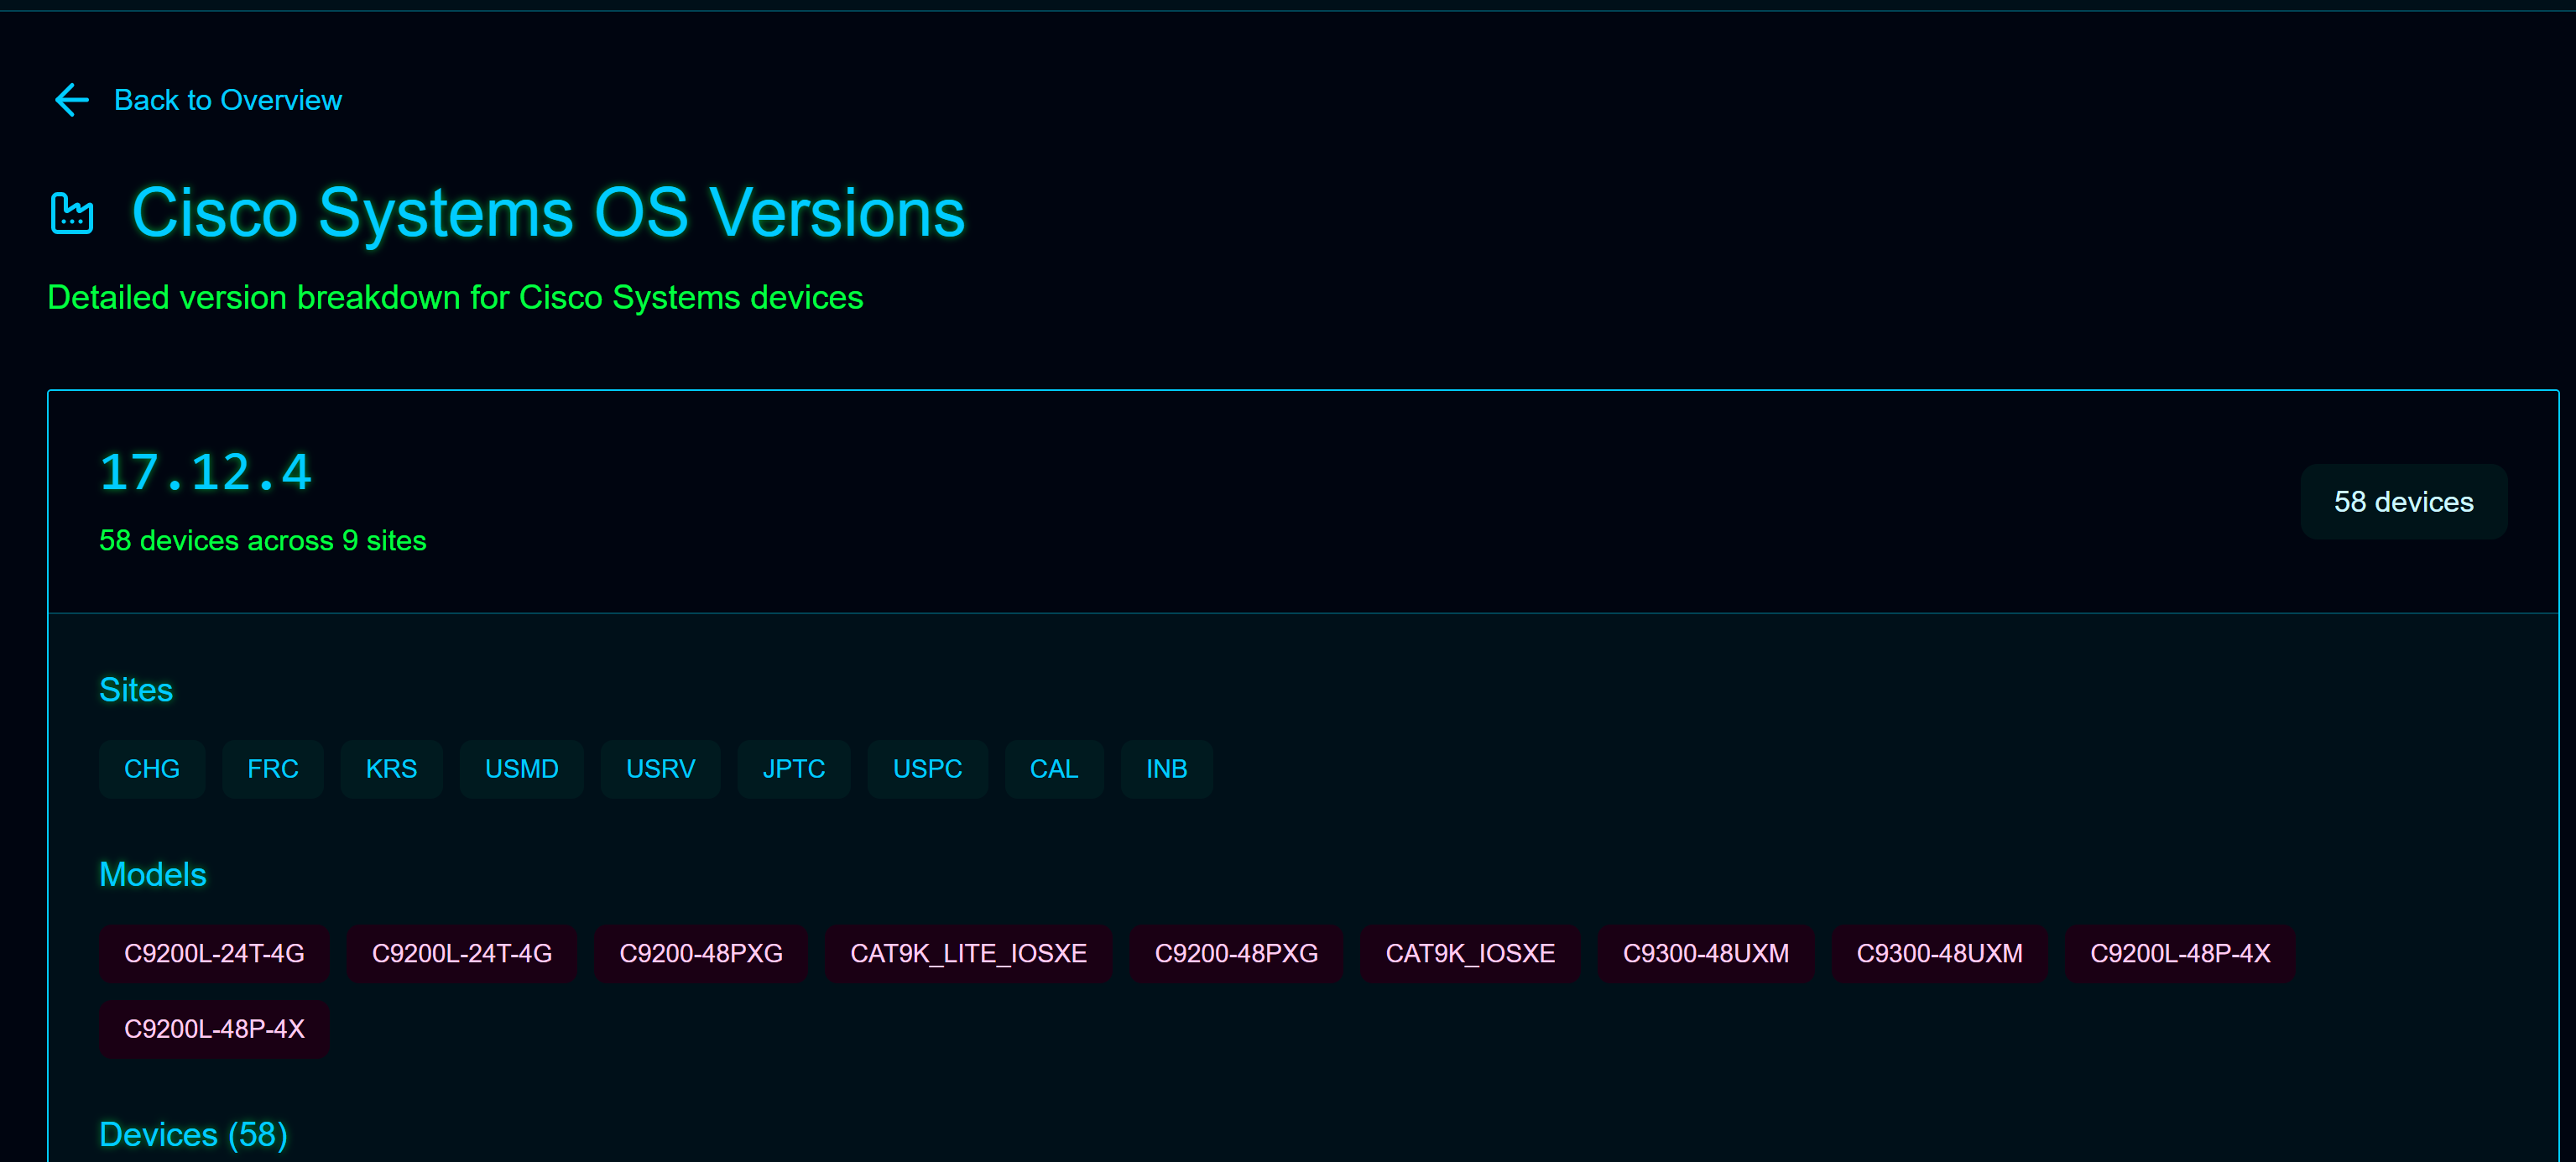 Back to Overview
Cisco Systems OS Versions
Detailed version breakdown for Cisco Systems devices
17.12.4
58 devices across 9 sites
58 devices
Sites
CHG FRC KRS USMD USRV JPTC USPC CAL INB
Models
C9200L-24T-4G C9200L-24T-4G C9200-48PXG CAT9K_LITE_IOSXE C9200-48PXG CAT9K_IOSXE C9300-48UXM C9300-48UXM C9200L-48P-4X
C9200L-48P-4X
Devices (58)